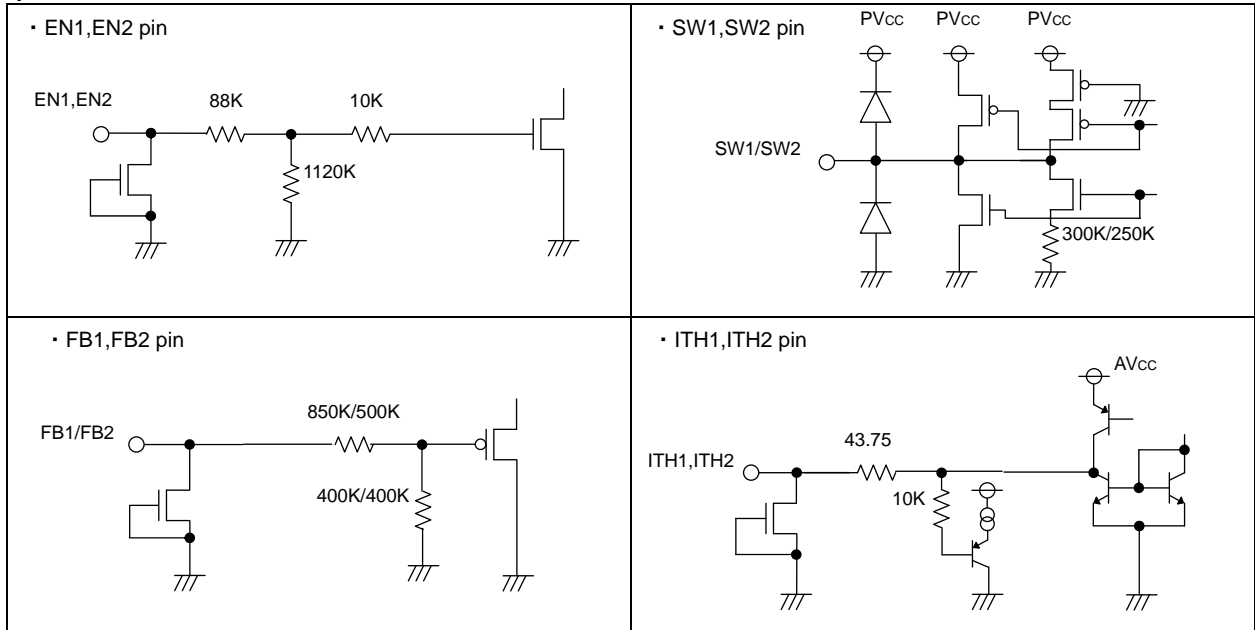 ・EN1,EN2 pin
EN1,EN2
88K
10K
1120K
・SW1,SW2 pin
PVcc PVcc PVcc
SW1/SW2
300K/250K
・FB1,FB2 pin
850K/500K
FB1/FB2
400K/400K
・ITH1,ITH2 pin
AVcc
43.75
ITH1,ITH2
10K